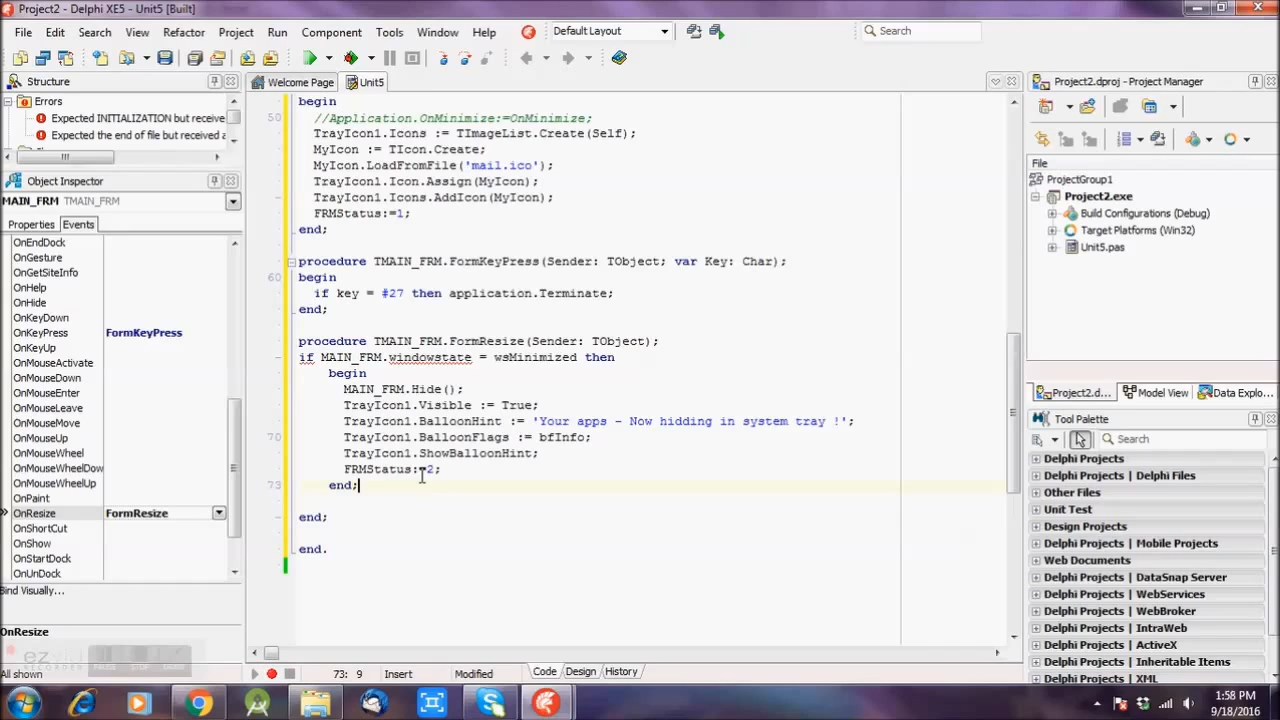 Project2 - Delphi XE5 - Unit5 [Built]
File Edit Search View Refactor Project Run Component Tools Window Help Default Layout Search
Structure
Welcome Page Unit5
Project2.dproj - Project Manager
Errors
Expected INITIALIZATION but receive
Expected the end of file but received a
Object Inspector
MAIN_FRM TMAIN_FRM
Properties Events
OnEndDock
OnGesture
OnGetSiteInfo
OnHelp
OnHide
OnKeyDown
OnKeyPress FormKeyPress
OnKeyUp
OnMouseActivate
OnMouseDown
OnMouseEnter
OnMouseLeave
OnMouseMove
OnMouseUp
OnMouseWheel
OnMouseWheelDow
OnMouseWheelUp
OnPaint
OnResize FormResize
OnShortCut
OnShow
OnStartDock
OnUnDock
Bind Visually...
OnResize
All shown
begin
50 //Application.OnMinimize:=OnMinimize;
TrayIcon1.Icons := TImageList.Create(Self);
MyIcon := TIcon.Create;
MyIcon.LoadFromFile('mail.ico');
TrayIcon1.Icon.Assign(MyIcon);
TrayIcon1.Icons.AddIcon(MyIcon);
FRMStatus:=1;
end;
procedure TMAIN_FRM.FormKeyPress(Sender: TObject; var Key: Char);
60 begin
if key = #27 then application.Terminate;
end;
procedure TMAIN_FRM.FormResize(Sender: TObject);
if MAIN_FRM.windowstate = wsMinimized then
begin
MAIN_FRM.Hide();
TrayIcon1.Visible := True;
TrayIcon1.BalloonHint := 'Your apps - Now hidding in system tray !';
70 TrayIcon1.BalloonFlags := bfInfo;
TrayIcon1.ShowBalloonHint;
FRMStatus:=2;
73 end;
end;
end.
73: 9 Insert Modified Code Design History
File
ProjectGroup1
Project2.exe
Build Configurations (Debug)
Target Platforms (Win32)
Unit5.pas
Project2.d... Model View Data Explo...
Tool Palette
Search
Delphi Projects
Delphi Projects | Delphi Files
Other Files
Unit Test
Design Projects
Delphi Projects | Mobile Projects
Web Documents
Delphi Projects | DataSnap Server
Delphi Projects | WebServices
Delphi Projects | WebBroker
Delphi Projects | IntraWeb
Delphi Projects | ActiveX
Delphi Projects | Inheritable Items
Delphi Projects | XML
1:58 PM
9/18/2016